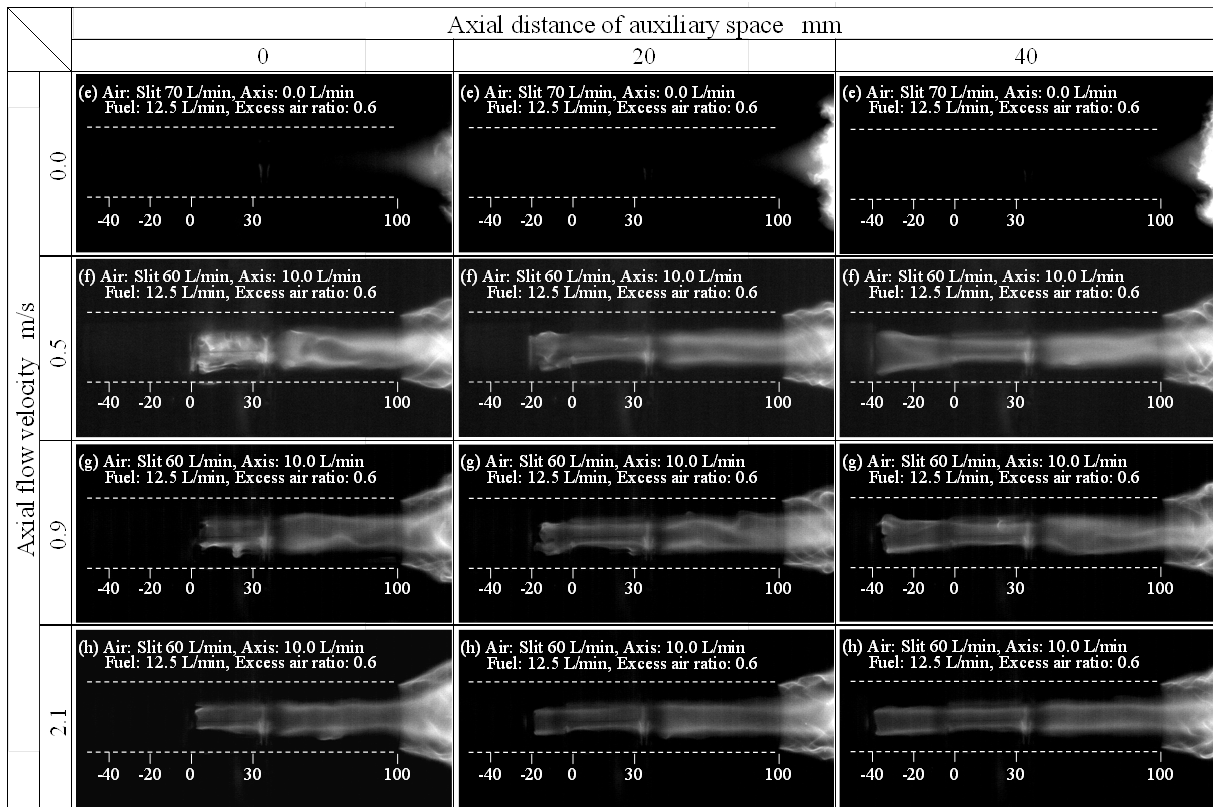 Axial distance of auxiliary space mm
0 20 40
Axial flow velocity m/s
0.0
(e) Air: Slit 70 L/min, Axis: 0.0 L/min
Fuel: 12.5 L/min, Excess air ratio: 0.6
-40 -20 0 30 100
(e) Air: Slit 70 L/min, Axis: 0.0 L/min
Fuel: 12.5 L/min, Excess air ratio: 0.6
-40 -20 0 30 100
(e) Air: Slit 70 L/min, Axis: 0.0 L/min
Fuel: 12.5 L/min, Excess air ratio: 0.6
-40 -20 0 30 100
0.5
(f) Air: Slit 60 L/min, Axis: 10.0 L/min
Fuel: 12.5 L/min, Excess air ratio: 0.6
-40 -20 0 30 100
(f) Air: Slit 60 L/min, Axis: 10.0 L/min
Fuel: 12.5 L/min, Excess air ratio: 0.6
-40 -20 0 30 100
(f) Air: Slit 60 L/min, Axis: 10.0 L/min
Fuel: 12.5 L/min, Excess air ratio: 0.6
-40 -20 0 30 100
0.9
(g) Air: Slit 60 L/min, Axis: 10.0 L/min
Fuel: 12.5 L/min, Excess air ratio: 0.6
-40 -20 0 30 100
(g) Air: Slit 60 L/min, Axis: 10.0 L/min
Fuel: 12.5 L/min, Excess air ratio: 0.6
-40 -20 0 30 100
(g) Air: Slit 60 L/min, Axis: 10.0 L/min
Fuel: 12.5 L/min, Excess air ratio: 0.6
-40 -20 0 30 100
2.1
(h) Air: Slit 60 L/min, Axis: 10.0 L/min
Fuel: 12.5 L/min, Excess air ratio: 0.6
-40 -20 0 30 100
(h) Air: Slit 60 L/min, Axis: 10.0 L/min
Fuel: 12.5 L/min, Excess air ratio: 0.6
-40 -20 0 30 100
(h) Air: Slit 60 L/min, Axis: 10.0 L/min
Fuel: 12.5 L/min, Excess air ratio: 0.6
-40 -20 0 30 100